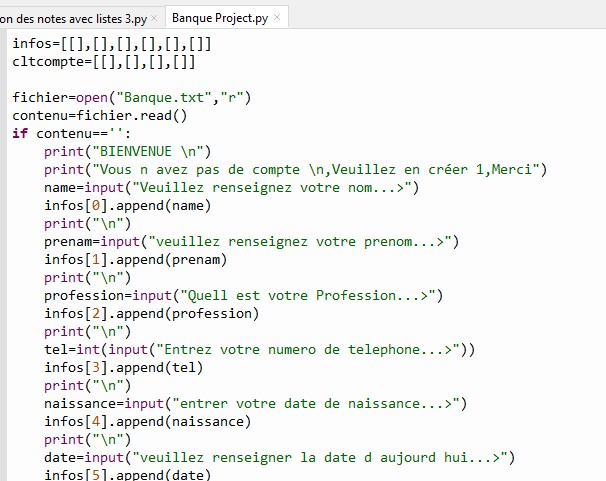 on des notes avec listes 3.py × Banque Project.py ×
infos=[[],[],[],[],[],[]]
cltcompte=[[],[],[],[]]
fichier=open("Banque.txt","r")
contenu=fichier.read()
if contenu=='':
    print("BIENVENUE \n")
    print("Vous n avez pas de compte \n,Veuillez en créer 1,Merci")
    name=input("Veuillez renseignez votre nom...>")
    infos[0].append(name)
    print("\n")
    prenam=input("veuillez renseignez votre prenom...>")
    infos[1].append(prenam)
    print("\n")
    profession=input("Quell est votre Profession...>")
    infos[2].append(profession)
    print("\n")
    tel=int(input("Entrez votre numero de telephone...>"))
    infos[3].append(tel)
    print("\n")
    naissance=input("entrer votre date de naissance...>")
    infos[4].append(naissance)
    print("\n")
    date=input("veuillez renseigner la date d aujourd hui...>")
    infos[5].append(date)